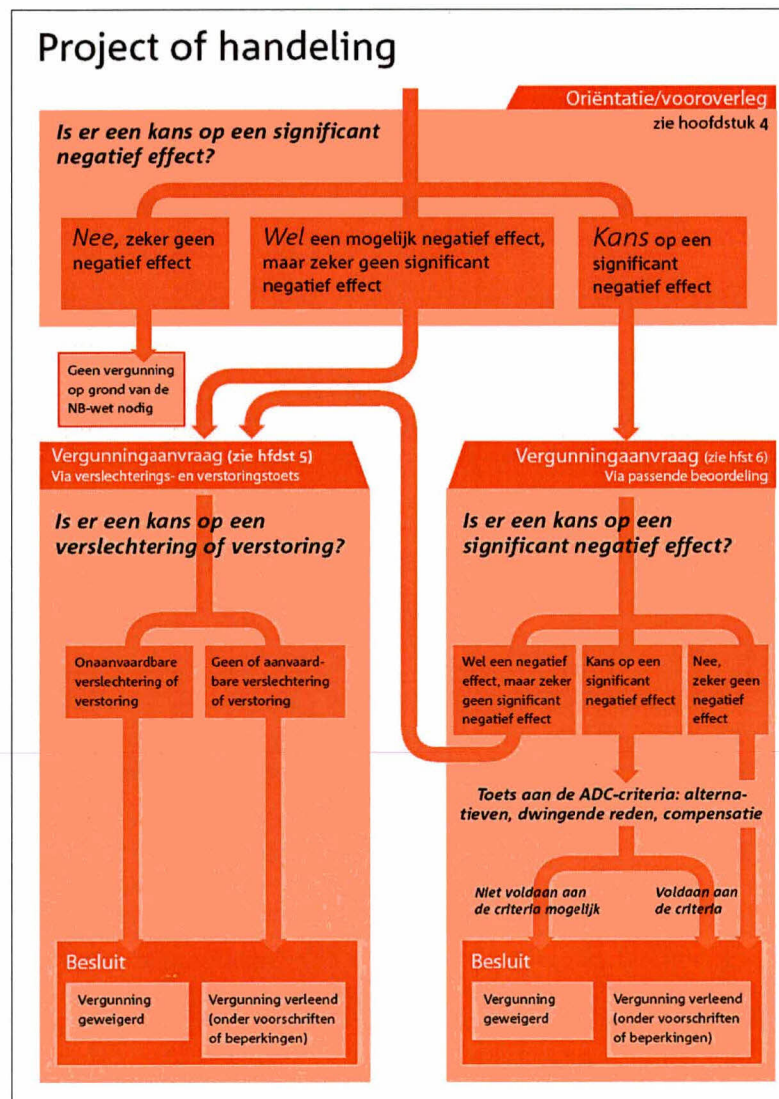 Project of handeling
Oriëntatie/vooroverleg
zie hoofdstuk 4
Is er een kans op een significant
negatief effect?
Nee, zeker geen
negatief effect
Wel een mogelijk negatief effect,
maar zeker geen significant
negatief effect
Kans op een
significant
negatief effect
Geen vergunning
op grond van de
NB-wet nodig
Vergunningaanvraag (zie hfdst 5)
Via verslechterings- en verstoringstoets
Is er een kans op een
verslechtering of verstoring?
Onaanvaardbare
verslechtering of
verstoring
Geen of aanvaard-
bare verslechtering
of verstoring
Besluit
Vergunning
geweigerd
Vergunning verleend
(onder voorschriften
of beperkingen)
Vergunningaanvraag (zie hfst 6)
Via passende beoordeling
Is er een kans op een
significant negatief effect?
Wel een negatief
effect, maar zeker
geen significant
negatief effect
Kans op een
significant
negatief effect
Nee,
zeker geen
negatief
effect
Toets aan de ADC-criteria: alterna-
tieven, dwingende reden, compensatie
Niet voldaan aan
de criteria mogelijk
Voldaan aan
de criteria
Besluit
Vergunning
geweigerd
Vergunning verleend
(onder voorschriften
of beperkingen)